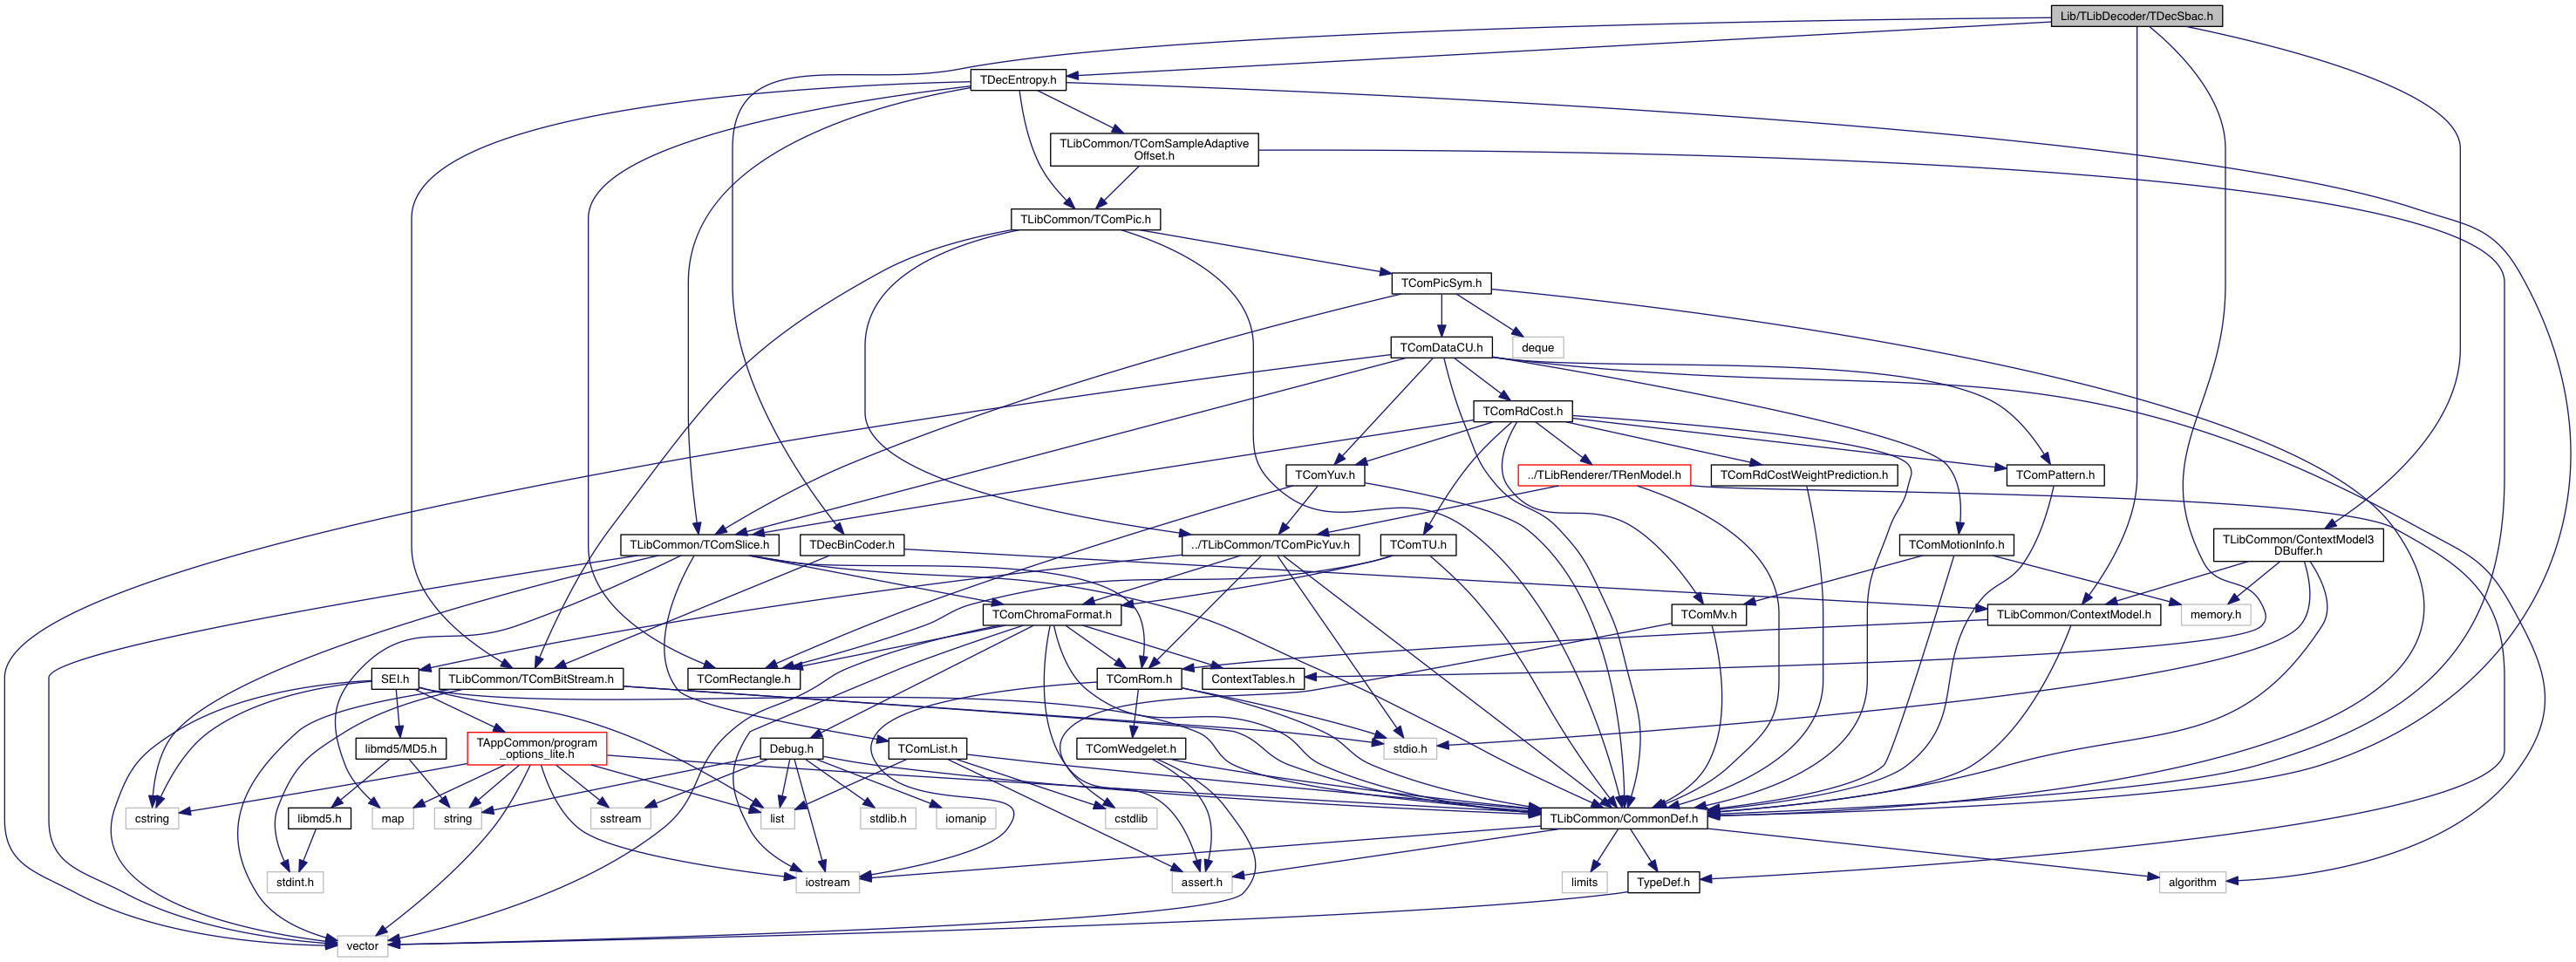 Lib/TLibDecoder/TDecSbac.h
TDecEntropy.h
TLibCommon/TComSampleAdaptive
Offset.h
TLibCommon/TComPic.h
TComPicSym.h
TComDataCU.h
deque
TComRdCost.h
TComYuv.h
../TLibRenderer/TRenModel.h
TComRdCostWeightPrediction.h
TComPattern.h
TLibCommon/TComSlice.h
TDecBinCoder.h
../TLibCommon/TComPicYuv.h
TComTU.h
TComMotionInfo.h
TLibCommon/ContextModel3
DBuffer.h
TComChromaFormat.h
TComMv.h
TLibCommon/ContextModel.h
memory.h
SEI.h
TLibCommon/TComBitStream.h
TComRectangle.h
TComRom.h
ContextTables.h
libmd5/MD5.h
TAppCommon/program
_options_lite.h
Debug.h
TComList.h
TComWedgelet.h
stdio.h
cstring
libmd5.h
map
string
sstream
list
stdlib.h
iomanip
cstdlib
TLibCommon/CommonDef.h
stdint.h
iostream
assert.h
limits
TypeDef.h
algorithm
vector